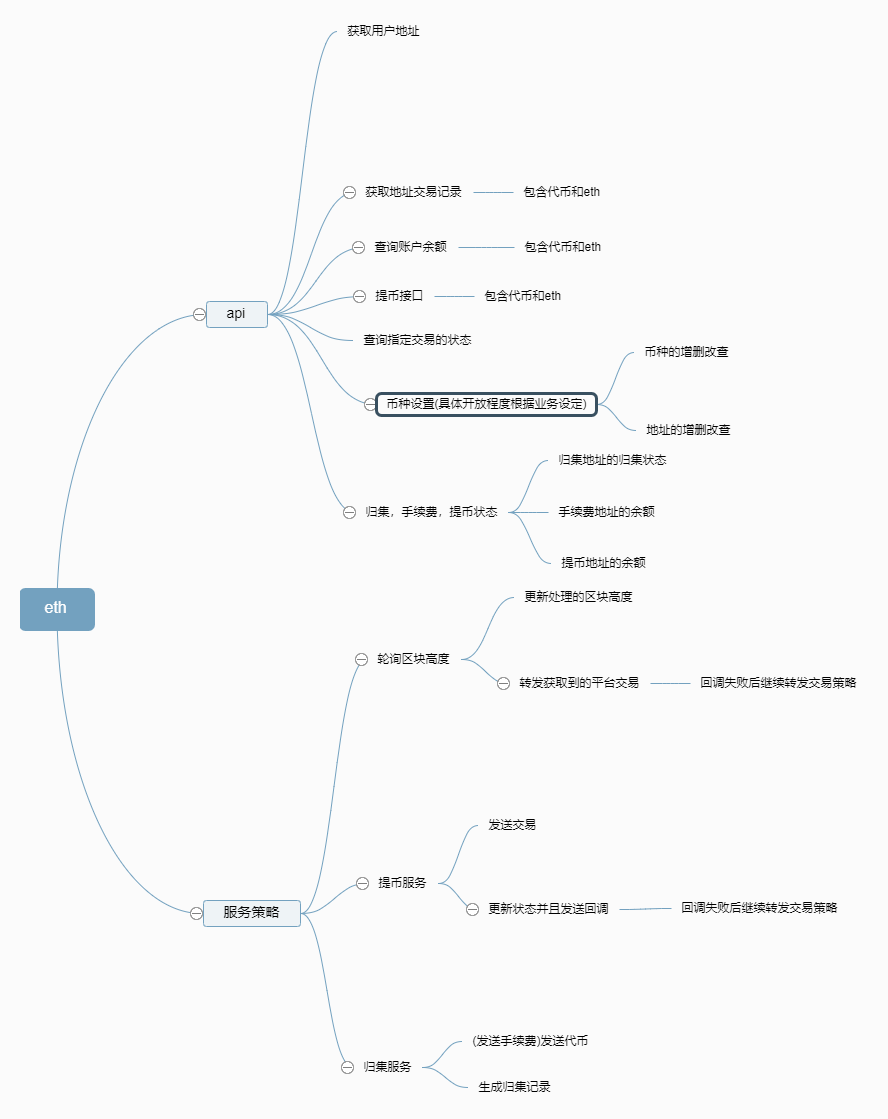 获取用户地址
获取地址交易记录
包含代币和eth
查询账户余额
包含代币和eth
api
提币接口
包含代币和eth
查询指定交易的状态
币种的增删改查
币种设置(具体开放程度根据业务设定)
地址的增删改查
归集地址的归集状态
归集，手续费，提币状态
手续费地址的余额
提币地址的余额
eth
更新处理的区块高度
轮询区块高度
转发获取到的平台交易
回调失败后继续转发交易策略
发送交易
提币服务
更新状态并且发送回调
回调失败后继续转发交易策略
服务策略
(发送手续费)发送代币
归集服务
生成归集记录